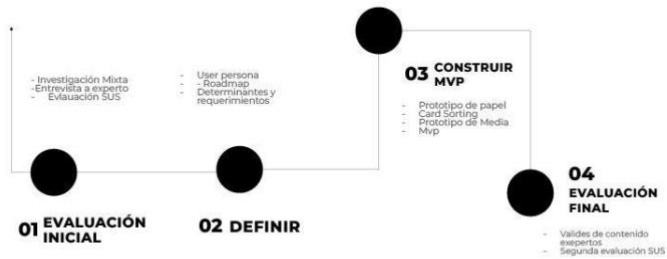 - Investigación Mixta
-Entrevista a experto
- Evlauación SUS
01 EVALUACIÓN
INICIAL
- User persona
- - Roadmap
- Determinantes y
requerimientos
02 DEFINIR
03 CONSTRUIR
MVP
- Prototipo de papel
- Card Sorting
- Prototipo de Media
- Mvp
04
EVALUACIÓN
FINAL
- Valides de contenido
exepertos
- Segunda evaluación SUS